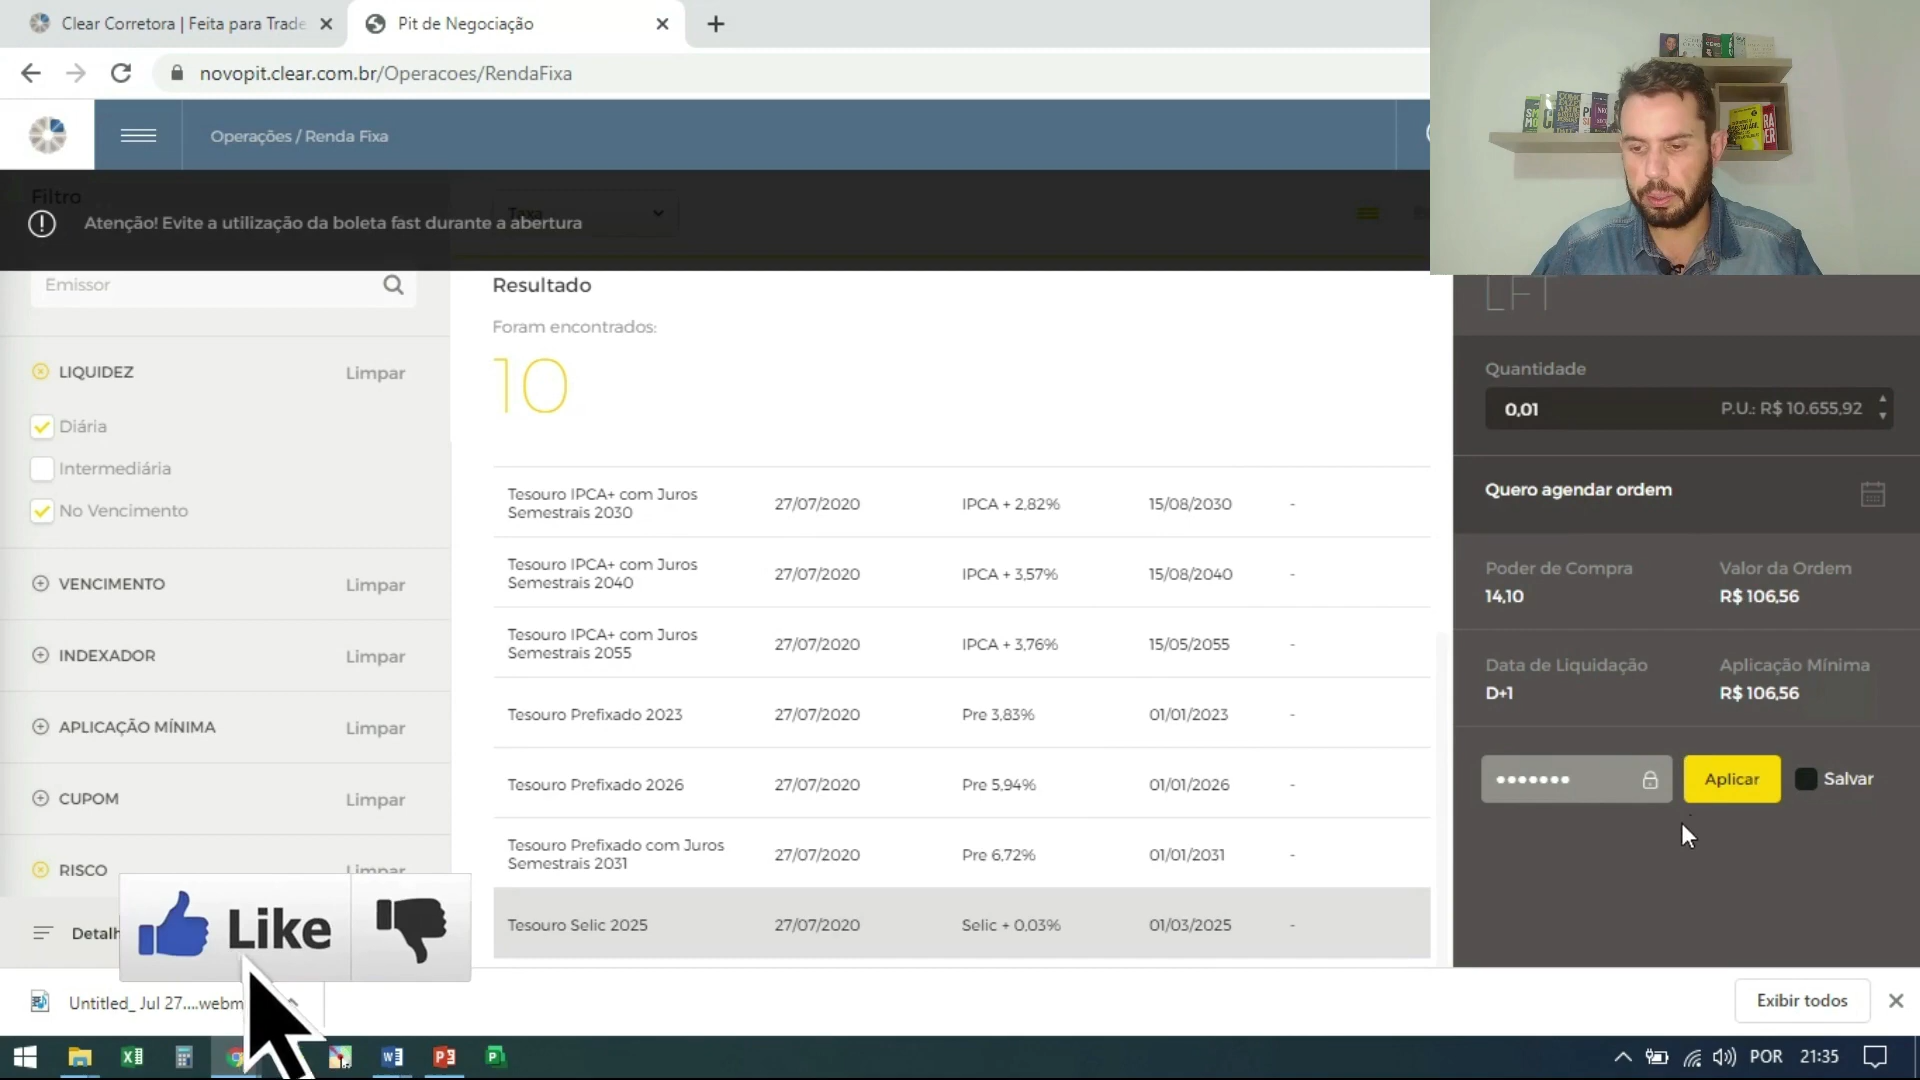 Clear Corretora | Feita para Trade
Pit de Negociação
novopit.clear.com.br/Operacoes/RendaFixa
Operações / Renda Fixa
Filtro
Taxa
Atenção! Evite a utilização da boleta fast durante a abertura
Emissor
LIQUIDEZ Limpar
Diária
Intermediária
No Vencimento
VENCIMENTO Limpar
INDEXADOR Limpar
APLICAÇÃO MÍNIMA Limpar
CUPOM Limpar
RISCO Limpar
Resultado
Foram encontrados:
10
Tesouro IPCA+ com Juros
Semestrais 2030
27/07/2020 IPCA + 2,82% 15/08/2030 -
Tesouro IPCA+ com Juros
Semestrais 2040
27/07/2020 IPCA + 3,57% 15/08/2040 -
Tesouro IPCA+ com Juros
Semestrais 2055
27/07/2020 IPCA + 3,76% 15/05/2055 -
Tesouro Prefixado 2023 27/07/2020 Pre 3,83% 01/01/2023 -
Tesouro Prefixado 2026 27/07/2020 Pre 5,94% 01/01/2026 -
Tesouro Prefixado com Juros
Semestrais 2031
27/07/2020 Pre 6,72% 01/01/2031 -
Tesouro Selic 2025 27/07/2020 Selic + 0,03% 01/03/2025 -
LFT
Quantidade
0,01 P.U.: R$ 10.655,92
Quero agendar ordem
Poder de Compra Valor da Ordem
14,10 R$ 106,56
Data de Liquidação Aplicação Mínima
D+1 R$ 106,56
Aplicar Salvar
Like
Untitled_ Jul 27....webm
Exibir todos
POR 21:35